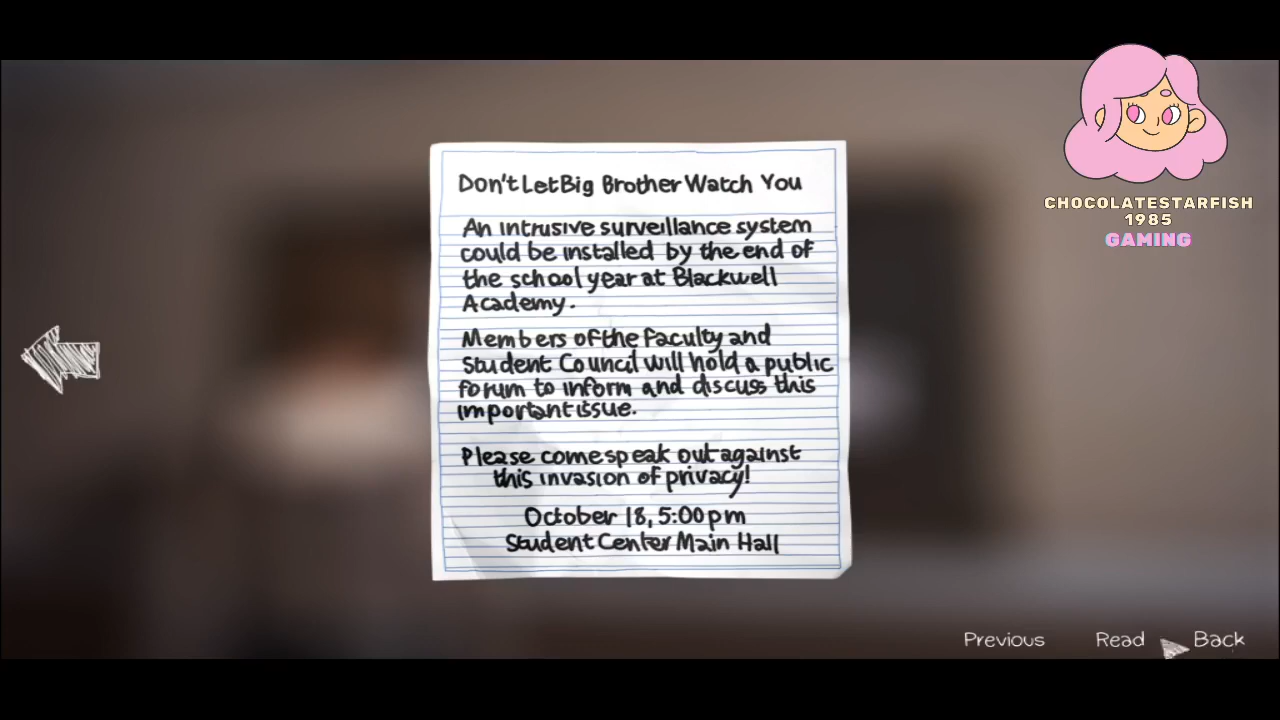 CHOCOLATESTARFISH
1985
GAMING
Don't Let Big Brother Watch You
An intrusive surveillance system
could be installed by the end of
the school year at Blackwell
Academy.
Members of the faculty and
Student Council will hold a public
forum to inform and discuss this
important issue.
Please come speak out against
this invasion of privacy!
October 18, 5:00pm
Student Center Main Hall
Previous Read Back